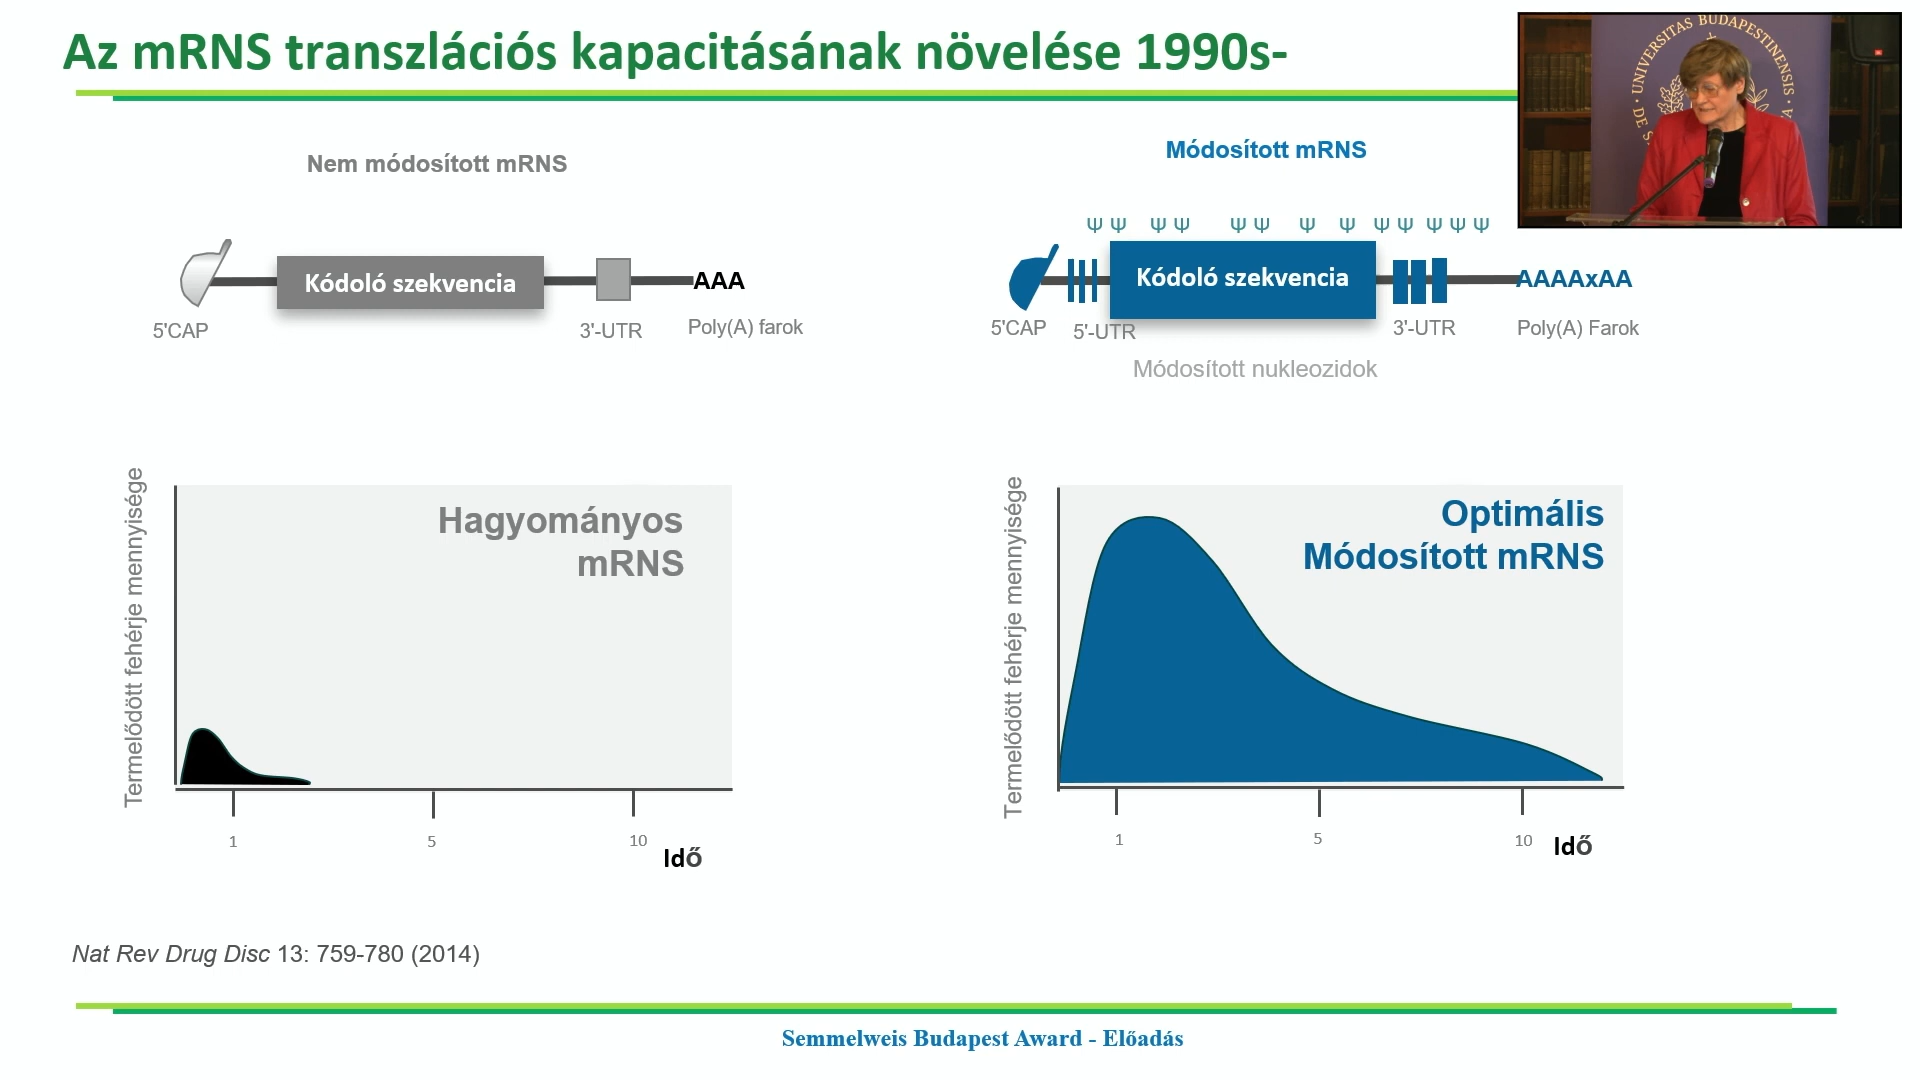 Az mRNS transzlációs kapacitásának növelése 1990s-
UNIVERSITAS BUDAPESTINENSIS
DE S
Nem módosított mRNS
Kódoló szekvencia
AAA
5'CAP
3'-UTR
Poly(A) farok
Módosított mRNS
Ψ Ψ Ψ Ψ Ψ Ψ Ψ Ψ Ψ Ψ Ψ Ψ Ψ
Kódoló szekvencia
AAAAxAA
5'CAP
5'-UTR
3'-UTR
Poly(A) Farok
Módosított nukleozidok
Termelődött fehérje mennyisége
Hagyományos
mRNS
1
5
10
Idő
Termelődött fehérje mennyisége
Optimális
Módosított mRNS
1
5
10
Idő
Nat Rev Drug Disc 13: 759-780 (2014)
Semmelweis Budapest Award - Előadás